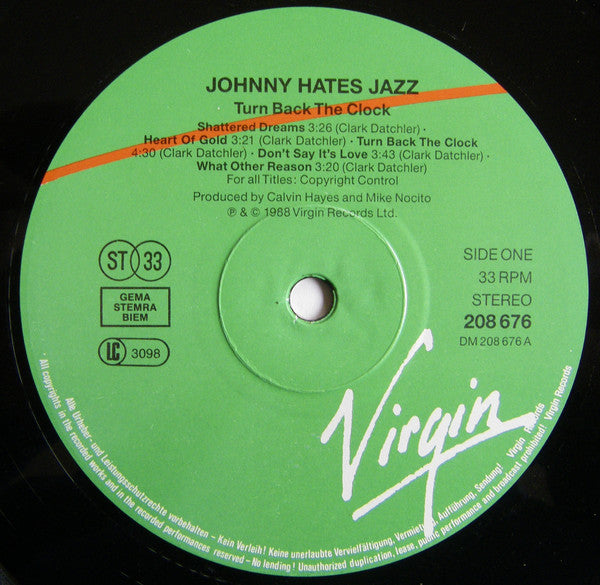 JOHNNY HATES JAZZ
Turn Back The Clock
Shattered Dreams 3:26 (Clark Datchler) ·
Heart Of Gold 3:21 (Clark Datchler) · Turn Back The Clock
4:30 (Clark Datchler) · Don't Say It's Love 3:43 (Clark Datchler) ·
What Other Reason 3:20 (Clark Datchler)
For all Titles: Copyright Control
Produced by Calvin Hayes and Mike Nocito
℗ & © 1988 Virgin Records Ltd.
ST 33
GEMA
STEMRA
BIEM
LC 3098
SIDE ONE
33 RPM
STEREO
208 676
DM 208 676 A
Virgin
Alle Urheber- und Leistungsschutzrechte vorbehalten – Kein Verleih! Keine unerlaubte Vervielfältigung, Vermietung, Aufführung, Sendung! Virgin Records
All copyrights in the recorded works and in the recorded performances reserved – No lending! Unauthorized duplication, lease, public performance and broadcast prohibited! Virgin Records